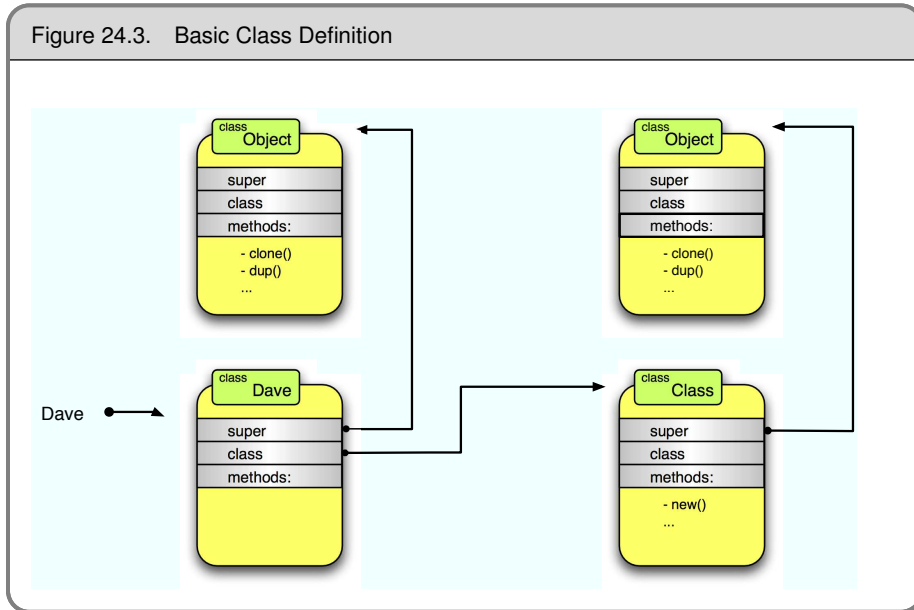 Figure 24.3. Basic Class Definition
class
Object
super
class
methods:
- clone()
- dup()
...
class
Object
super
class
methods:
- clone()
- dup()
...
Dave
class
Dave
super
class
methods:
class
Class
super
class
methods:
- new()
...